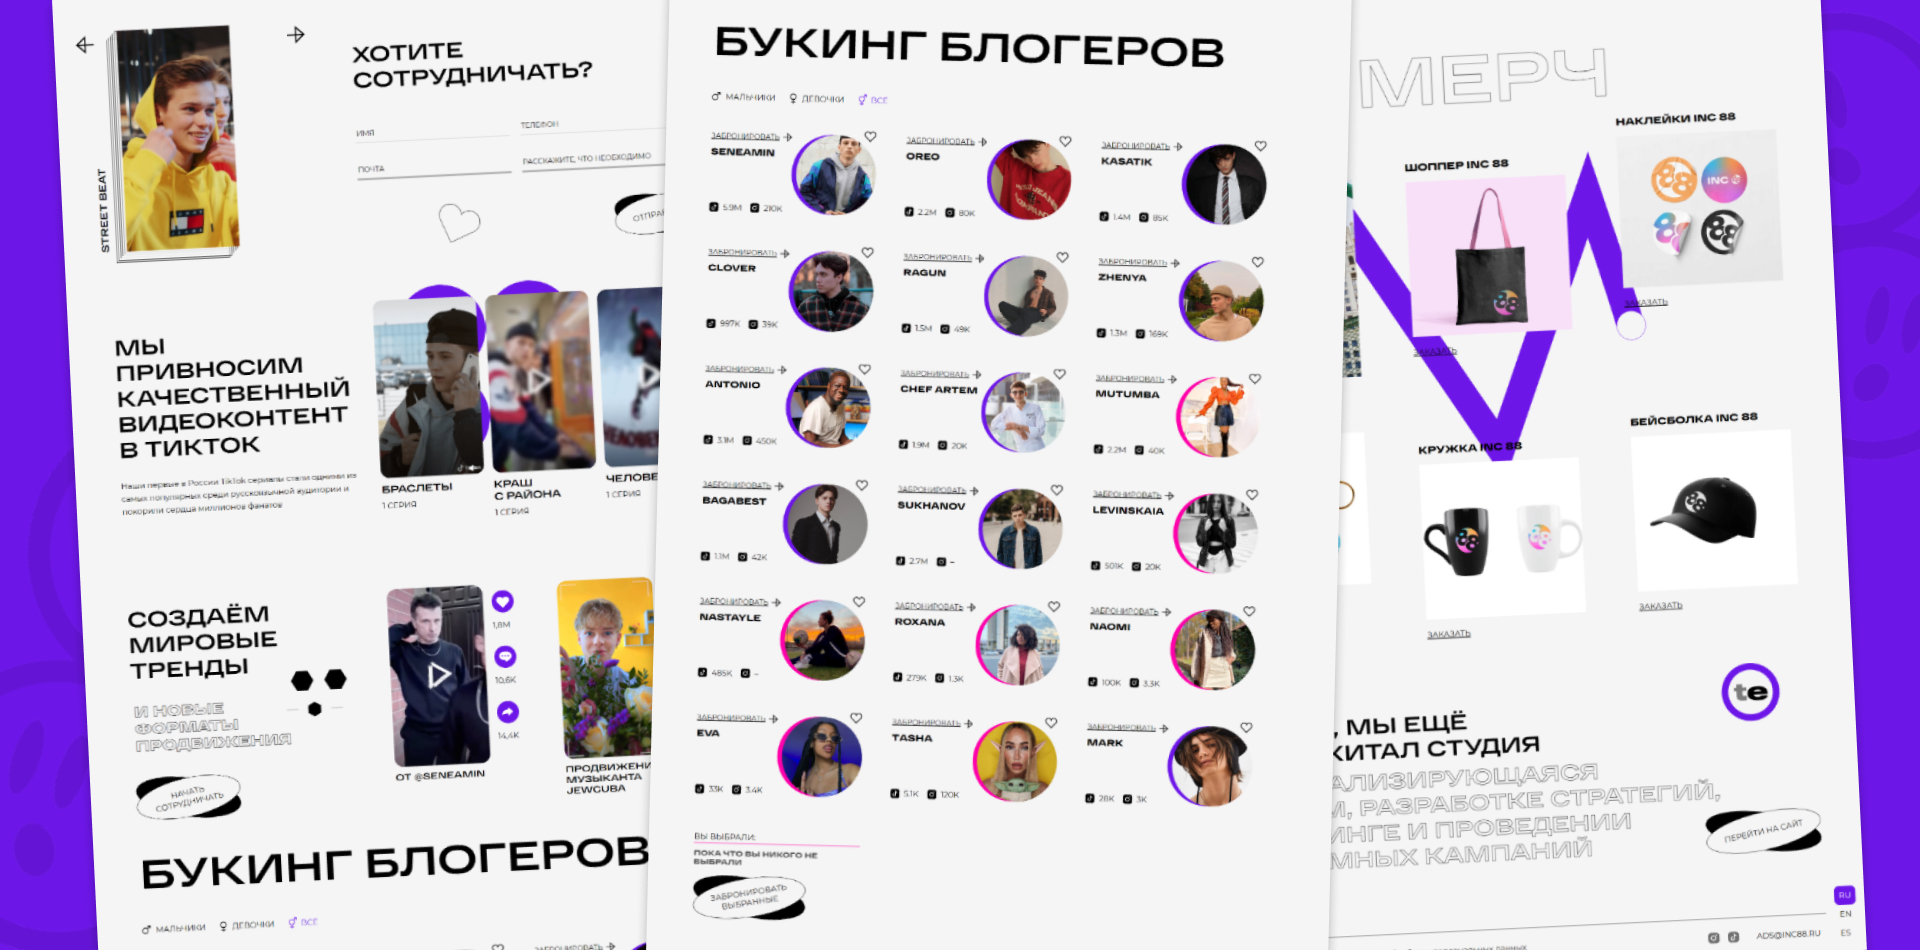 STREET BEAT
ХОТИТЕ
СОТРУДНИЧАТЬ?
ИМЯ
ТЕЛЕФОН
ПОЧТА
РАССКАЖИТЕ, ЧТО НЕОБХОДИМО
МЫ
ПРИВНОСИМ
КАЧЕСТВЕННЫЙ
ВИДЕОКОНТЕНТ
В ТИКТОК
Наши первые в России TikTok сериалы стали одними из
самых популярных среди русскоязычной аудитории и
покорили сердца миллионов фанатов
БРАСЛЕТЫ
1 СЕРИЯ
КРАШ
С РАЙОНА
1 СЕРИЯ
ЧЕЛОВЕ
1 СЕРИЯ
СОЗДАЁМ
МИРОВЫЕ
ТРЕНДЫ
И НОВЫЕ
ФОРМАТЫ
ПРОДВИЖЕНИЯ
НАЧАТЬ
СОТРУДНИЧАТЬ
1,8M
10,6K
14,4K
ОТ @SENEAMIN
ПРОДВИЖЕНИ
МУЗЫКАНТА
JEWCUBA
БУКИНГ БЛОГЕРОВ
МАЛЬЧИКИ ДЕВОЧКИ ВСЕ
БУКИНГ БЛОГЕРОВ
МАЛЬЧИКИ ДЕВОЧКИ ВСЕ
ЗАБРОНИРОВАТЬ
SENEAMIN
5.9M 210K
ЗАБРОНИРОВАТЬ
OREO
2.2M 80K
ЗАБРОНИРОВАТЬ
KASATIK
1.4M 85K
ЗАБРОНИРОВАТЬ
CLOVER
997K 39K
ЗАБРОНИРОВАТЬ
RAGUN
1.5M 49K
ЗАБРОНИРОВАТЬ
ZHENYA
1.3M 169K
ЗАБРОНИРОВАТЬ
ANTONIO
3.1M 450K
ЗАБРОНИРОВАТЬ
CHEF ARTEM
1.9M 20K
ЗАБРОНИРОВАТЬ
MUTUMBA
2.2M 40K
ЗАБРОНИРОВАТЬ
BAGABEST
1.1M 42K
ЗАБРОНИРОВАТЬ
SUKHANOV
2.7M –
ЗАБРОНИРОВАТЬ
LEVINSKAIA
501K 20K
ЗАБРОНИРОВАТЬ
NASTAYLE
485K –
ЗАБРОНИРОВАТЬ
ROXANA
279K 1.3K
ЗАБРОНИРОВАТЬ
NAOMI
100K 3.3K
ЗАБРОНИРОВАТЬ
EVA
33K 3.4K
ЗАБРОНИРОВАТЬ
TASHA
5.1K 120K
ЗАБРОНИРОВАТЬ
MARK
28K 3K
ВЫ ВЫБРАЛИ:
ПОКА ЧТО ВЫ НИКОГО НЕ
ВЫБРАЛИ
ЗАБРОНИРОВАТЬ
ВЫБРАННЫЕ
МЕРЧ
ШОППЕР INC 88
ЗАКАЗАТЬ
НАКЛЕЙКИ INC 88
INC
ЗАКАЗАТЬ
КРУЖКА INC 88
ЗАКАЗАТЬ
БЕЙСБОЛКА INC 88
ЗАКАЗАТЬ
te
, МЫ ЕЩЁ
ЖИТАЛ СТУДИЯ
АЛИЗИРУЮЩАЯСЯ
М, РАЗРАБОТКЕ СТРАТЕГИЙ,
ИНГЕ И ПРОВЕДЕНИИ
МНЫХ КАМПАНИЙ
ПЕРЕЙТИ НА САЙТ
RU
EN
ES
ADS@INC88.RU